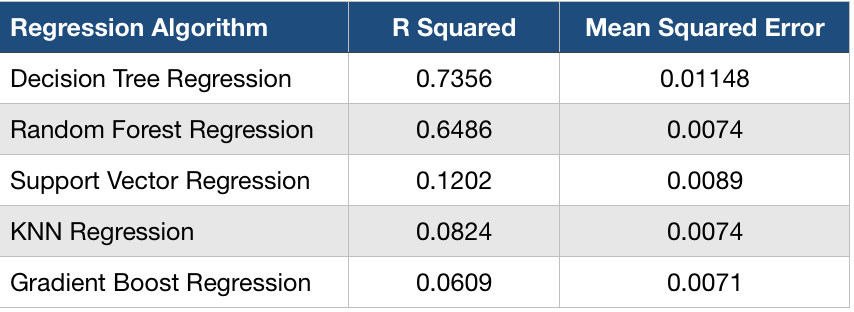 Regression Algorithm R Squared Mean Squared Error
Decision Tree Regression 0.7356 0.01148
Random Forest Regression 0.6486 0.0074
Support Vector Regression 0.1202 0.0089
KNN Regression 0.0824 0.0074
Gradient Boost Regression 0.0609 0.0071